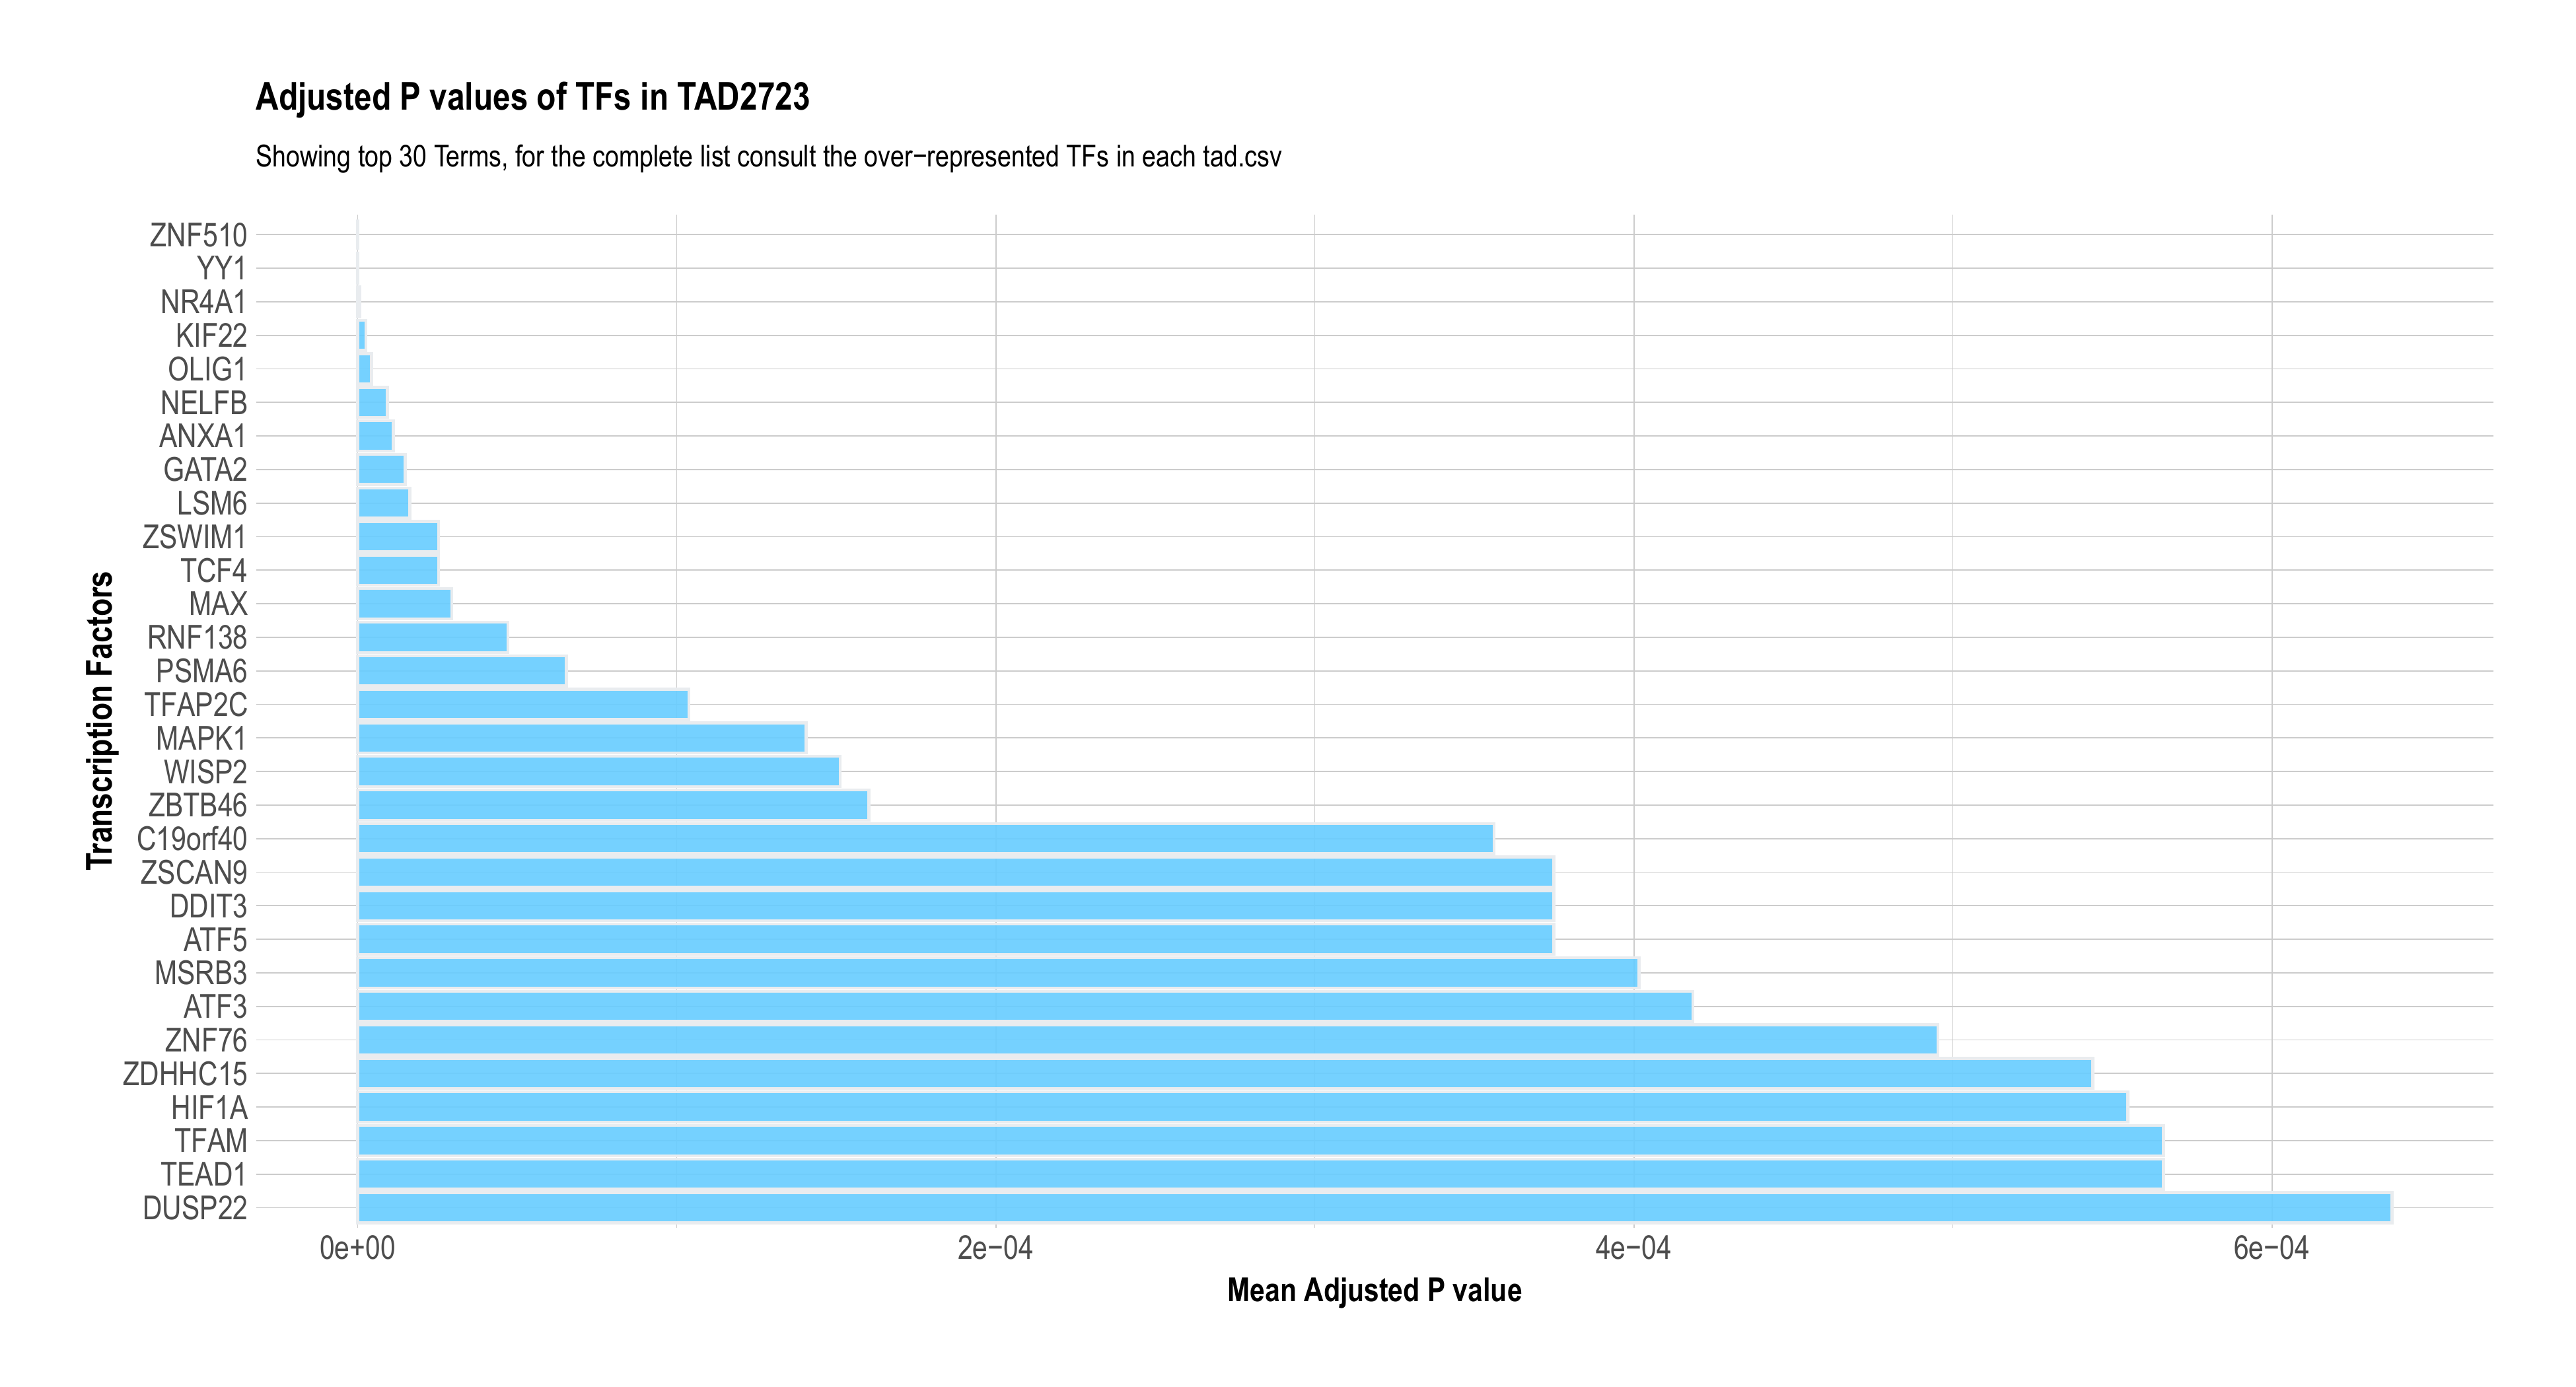 Adjusted P values of TFs in TAD2723
Showing top 30 Terms, for the complete list consult the over−represented TFs in each tad.csv
Transcription Factors
ZNF510
YY1
NR4A1
KIF22
OLIG1
NELFB
ANXA1
GATA2
LSM6
ZSWIM1
TCF4
MAX
RNF138
PSMA6
TFAP2C
MAPK1
WISP2
ZBTB46
C19orf40
ZSCAN9
DDIT3
ATF5
MSRB3
ATF3
ZNF76
ZDHHC15
HIF1A
TFAM
TEAD1
DUSP22
0e+00 2e−04 4e−04 6e−04
Mean Adjusted P value